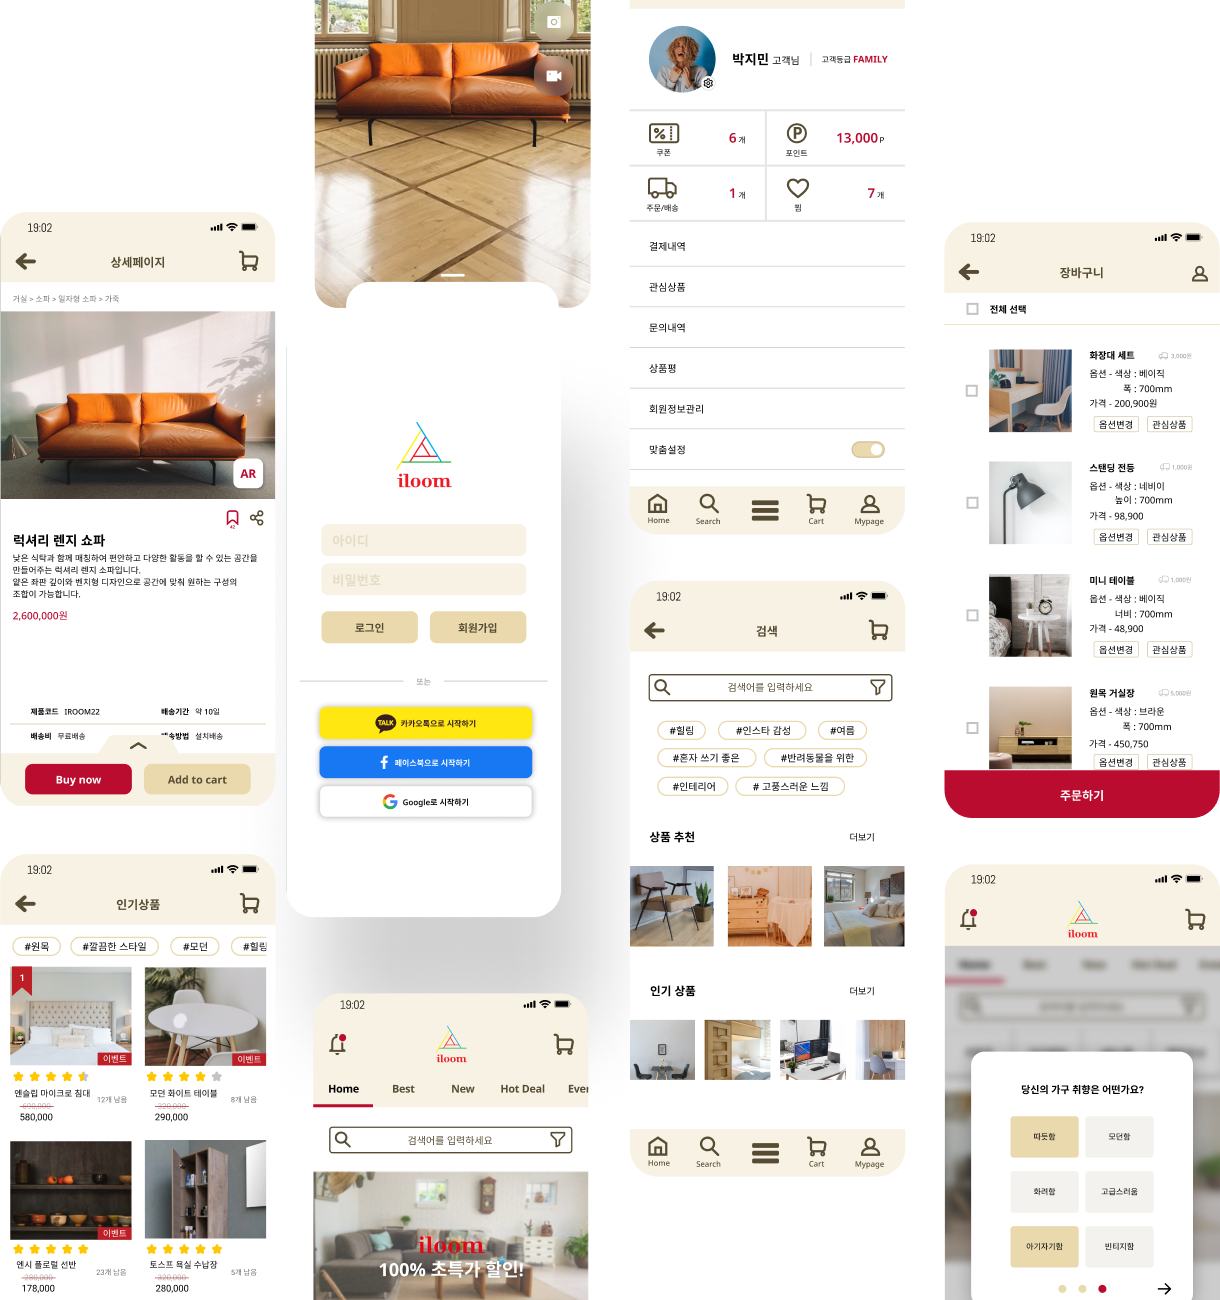 19:02
상세페이지
거실 > 소파 > 일자형 소파 > 가죽
AR
42
럭셔리 렌지 쇼파
낮은 식탁과 함께 매칭하여 편안하고 다양한 활동을 할 수 있는 공간을
만들어주는 럭셔리 렌지 소파입니다.
얕은 좌판 깊이와 벤치형 디자인으로 공간에 맞춰 원하는 구성의
조합이 가능합니다.
2,600,000원
제품코드 IROOM22
배송기간 약 10일
배송비 무료배송
배송방법 설치배송
Buy now
Add to cart
19:02
인기상품
#원목
#깔끔한 스타일
#모던
#힐링
1
이벤트
이벤트
엔슬립 마이크로 침대
12개 남음
690,000
580,000
모던 화이트 테이블
8개 남음
320,000
290,000
이벤트
엔시 플로럴 선반
23개 남음
280,000
178,000
토스프 욕실 수납장
5개 남음
320,000
280,000
iloom
아이디
비밀번호
로그인
회원가입
또는
TALK 카카오톡으로 시작하기
페이스북으로 시작하기
Google로 시작하기
19:02
iloom
Home
Best
New
Hot Deal
Ever
검색어를 입력하세요
iloom
100% 초특가 할인!
박지민 고객님
고객등급 FAMILY
쿠폰
6 개
포인트
13,000 P
주문/배송
1 개
찜
7 개
결제내역
관심상품
문의내역
상품평
회원정보관리
맞춤설정
Home
Search
Cart
Mypage
19:02
검색
검색어를 입력하세요
#힐링
#인스타 감성
#여름
#혼자 쓰기 좋은
#반려동물을 위한
#인테리어
# 고풍스러운 느낌
상품 추천
더보기
인기 상품
더보기
Home
Search
Cart
Mypage
19:02
장바구니
전체 선택
화장대 세트
3,000원
옵션 - 색상 : 베이직
폭 : 700mm
가격 - 200,900원
옵션변경
관심상품
스탠딩 전등
1,000원
옵션 - 색상 : 네비이
높이 : 700mm
가격 - 98,900
옵션변경
관심상품
미니 테이블
1,000원
옵션 - 색상 : 베이직
너비 : 700mm
가격 - 48,900
옵션변경
관심상품
원목 거실장
5,000원
옵션 - 색상 : 브라운
폭 : 700mm
가격 - 450,750
옵션변경
관심상품
주문하기
19:02
iloom
당신의 가구 취향은 어떤가요?
따듯함
모던함
화려함
고급스러움
아기자기함
빈티지함